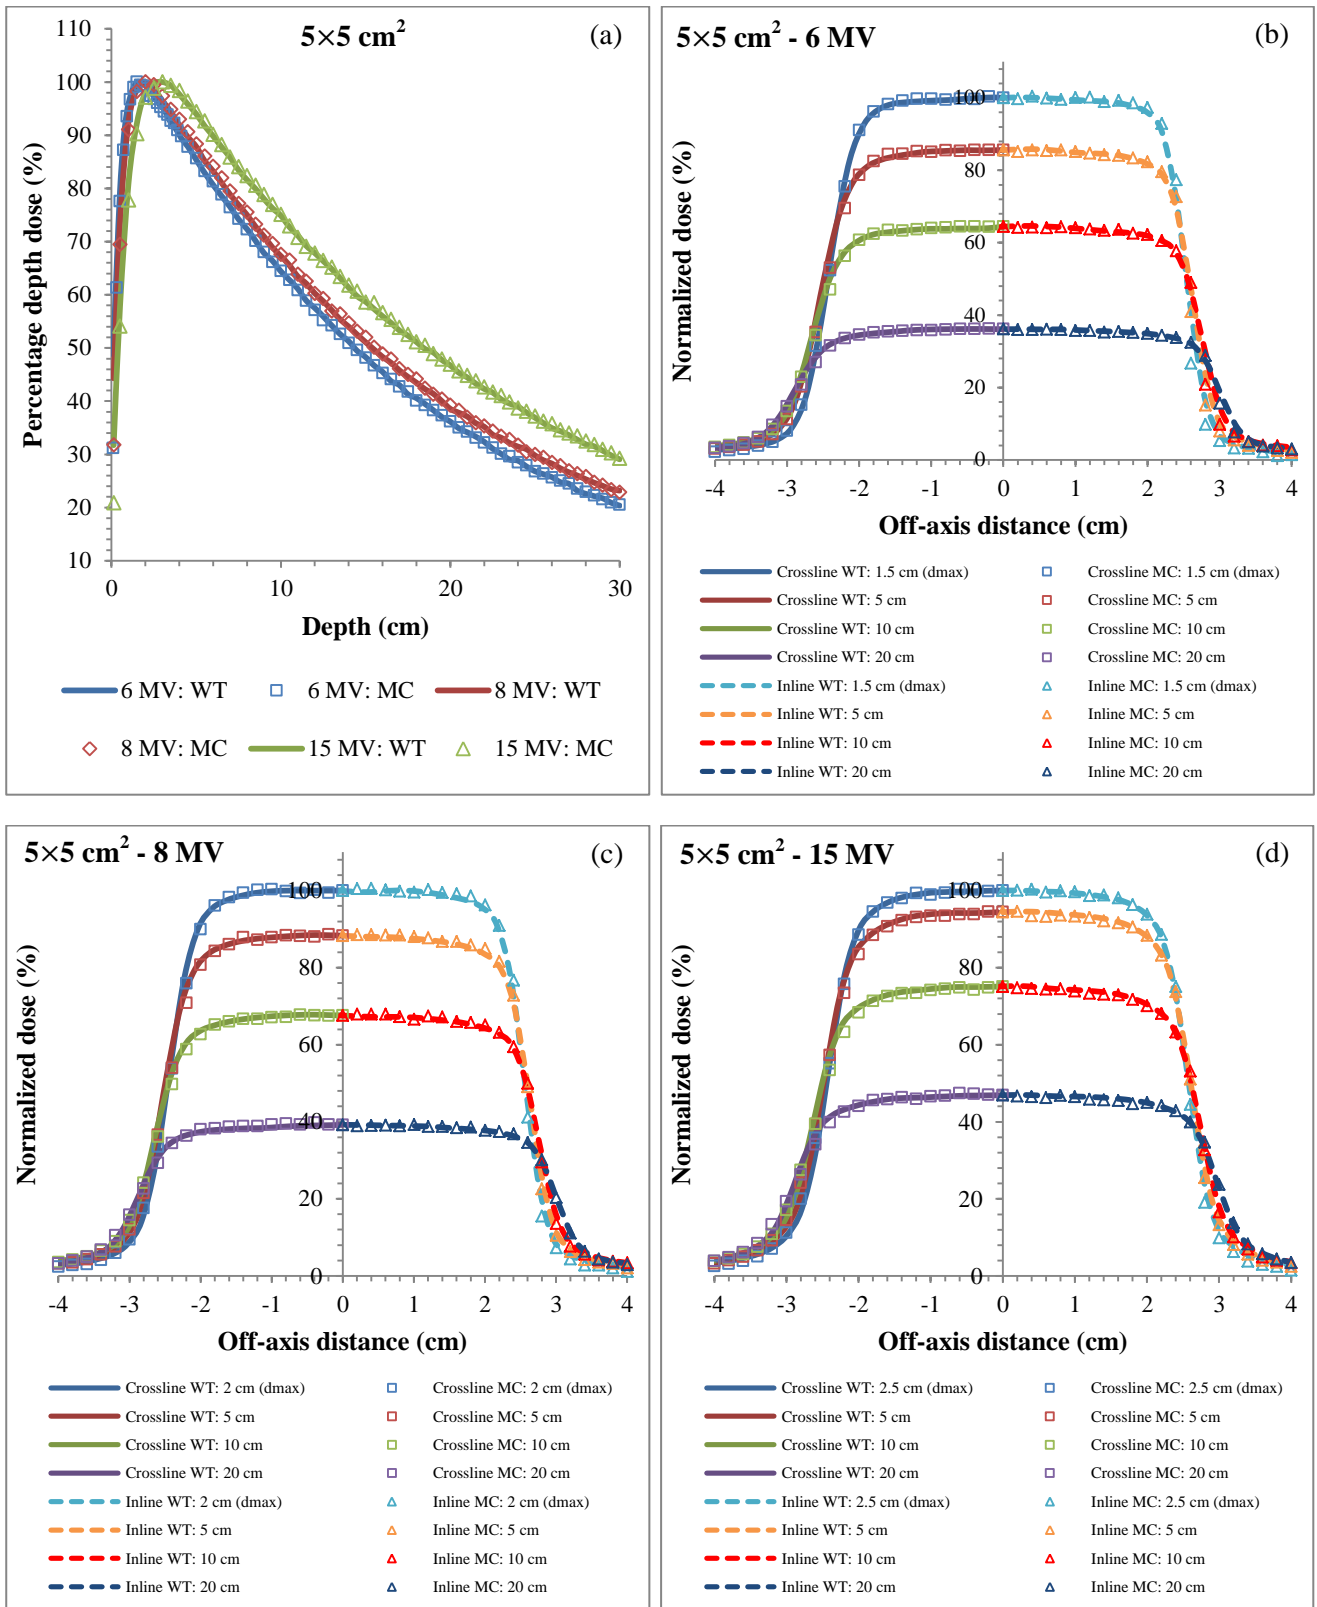 5×5 cm²
(a)
110
100
90
80
70
60
50
40
30
20
10
0
10
20
30
Percentage depth dose (%)
Depth (cm)
6 MV: WT
6 MV: MC
8 MV: WT
8 MV: MC
15 MV: WT
15 MV: MC
5×5 cm² - 6 MV
(b)
100
80
60
40
20
0
-4 -3 -2 -1 0 1 2 3 4
Normalized dose (%)
Off-axis distance (cm)
Crossline WT: 1.5 cm (dmax)
Crossline MC: 1.5 cm (dmax)
Crossline WT: 5 cm
Crossline MC: 5 cm
Crossline WT: 10 cm
Crossline MC: 10 cm
Crossline WT: 20 cm
Crossline MC: 20 cm
Inline WT: 1.5 cm (dmax)
Inline MC: 1.5 cm (dmax)
Inline WT: 5 cm
Inline MC: 5 cm
Inline WT: 10 cm
Inline MC: 10 cm
Inline WT: 20 cm
Inline MC: 20 cm
5×5 cm² - 8 MV
(c)
100
80
60
40
20
0
-4 -3 -2 -1 0 1 2 3 4
Normalized dose (%)
Off-axis distance (cm)
Crossline WT: 2 cm (dmax)
Crossline MC: 2 cm (dmax)
Crossline WT: 5 cm
Crossline MC: 5 cm
Crossline WT: 10 cm
Crossline MC: 10 cm
Crossline WT: 20 cm
Crossline MC: 20 cm
Inline WT: 2 cm (dmax)
Inline MC: 2 cm (dmax)
Inline WT: 5 cm
Inline MC: 5 cm
Inline WT: 10 cm
Inline MC: 10 cm
Inline WT: 20 cm
Inline MC: 20 cm
5×5 cm² - 15 MV
(d)
100
80
60
40
20
0
-4 -3 -2 -1 0 1 2 3 4
Normalized dose (%)
Off-axis distance (cm)
Crossline WT: 2.5 cm (dmax)
Crossline MC: 2.5 cm (dmax)
Crossline WT: 5 cm
Crossline MC: 5 cm
Crossline WT: 10 cm
Crossline MC: 10 cm
Crossline WT: 20 cm
Crossline MC: 20 cm
Inline WT: 2.5 cm (dmax)
Inline MC: 2.5 cm (dmax)
Inline WT: 5 cm
Inline MC: 5 cm
Inline WT: 10 cm
Inline MC: 10 cm
Inline WT: 20 cm
Inline MC: 20 cm